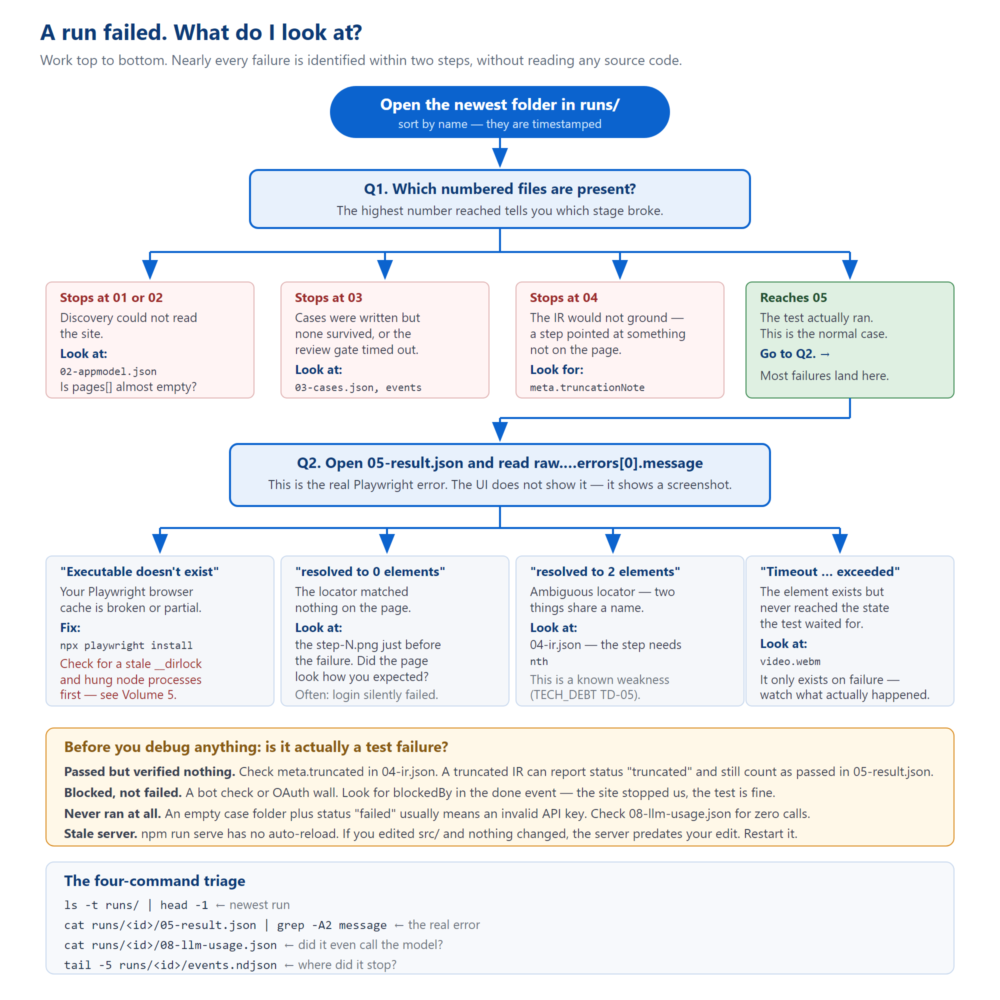 A run failed. What do I look at?
Work top to bottom. Nearly every failure is identified within two steps, without reading any source code.
Open the newest folder in runs/
sort by name — they are timestamped
Q1. Which numbered files are present?
The highest number reached tells you which stage broke.
Stops at 01 or 02
Discovery could not read
the site.
Look at:
02-appmodel.json
Is pages[] almost empty?
Stops at 03
Cases were written but
none survived, or the
review gate timed out.
Look at:
03-cases.json, events
Stops at 04
The IR would not ground —
a step pointed at something
not on the page.
Look for:
meta.truncationNote
Reaches 05
The test actually ran.
This is the normal case.
Go to Q2. →
Most failures land here.
Q2. Open 05-result.json and read raw....errors[0].message
This is the real Playwright error. The UI does not show it — it shows a screenshot.
"Executable doesn't exist"
Your Playwright browser
cache is broken or partial.
Fix:
npx playwright install
Check for a stale __dirlock
and hung node processes
first — see Volume 5.
"resolved to 0 elements"
The locator matched
nothing on the page.
Look at:
the step-N.png just before
the failure. Did the page
look how you expected?
Often: login silently failed.
"resolved to 2 elements"
Ambiguous locator — two
things share a name.
Look at:
04-ir.json — the step needs
nth
This is a known weakness
(TECH_DEBT TD-05).
"Timeout ... exceeded"
The element exists but
never reached the state
the test waited for.
Look at:
video.webm
It only exists on failure —
watch what actually happened.
Before you debug anything: is it actually a test failure?
Passed but verified nothing. Check meta.truncated in 04-ir.json. A truncated IR can report status "truncated" and still count as passed in 05-result.json.
Blocked, not failed. A bot check or OAuth wall. Look for blockedBy in the done event — the site stopped us, the test is fine.
Never ran at all. An empty case folder plus status "failed" usually means an invalid API key. Check 08-llm-usage.json for zero calls.
Stale server. npm run serve has no auto-reload. If you edited src/ and nothing changed, the server predates your edit. Restart it.
The four-command triage
ls -t runs/ | head -1 ← newest run
cat runs/<id>/05-result.json | grep -A2 message ← the real error
cat runs/<id>/08-llm-usage.json ← did it even call the model?
tail -5 runs/<id>/events.ndjson ← where did it stop?